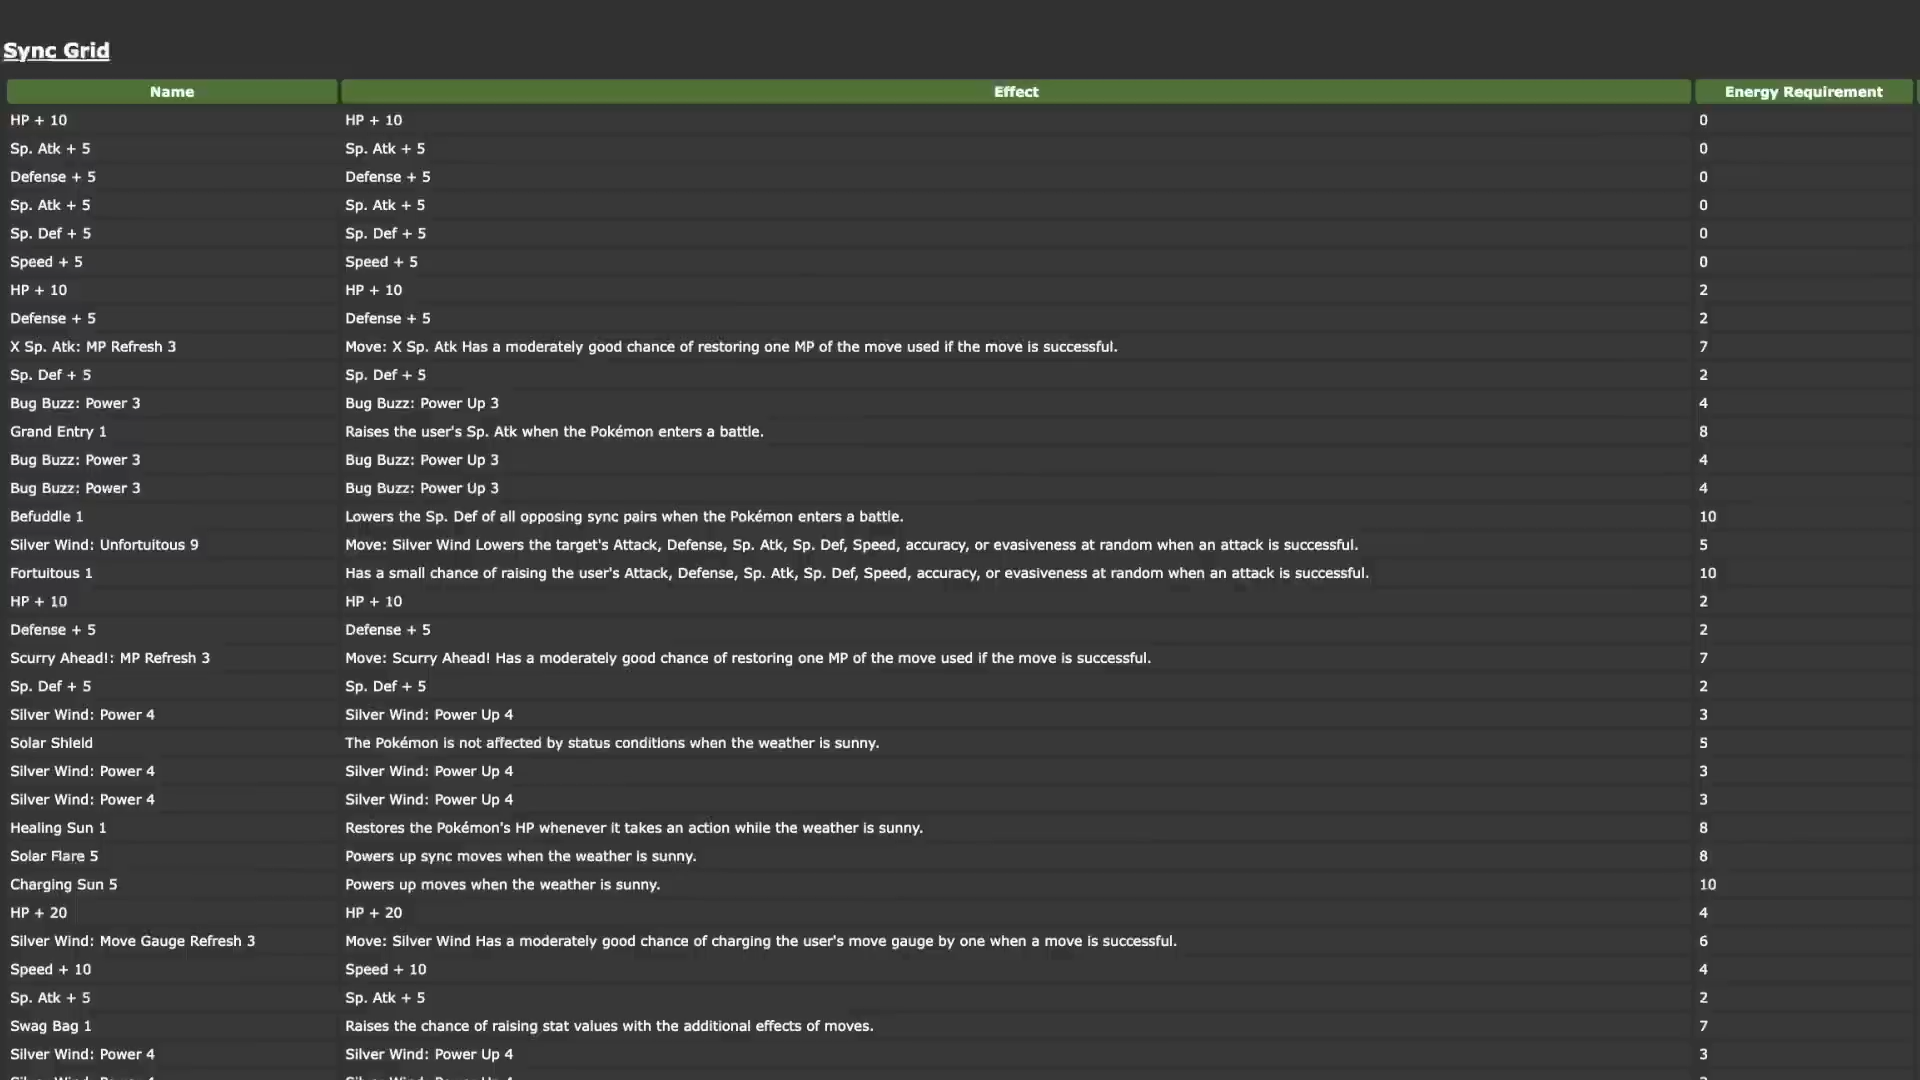 Sync Grid
Name Effect Energy Requirement
HP + 10 HP + 10 0
Sp. Atk + 5 Sp. Atk + 5 0
Defense + 5 Defense + 5 0
Sp. Atk + 5 Sp. Atk + 5 0
Sp. Def + 5 Sp. Def + 5 0
Speed + 5 Speed + 5 0
HP + 10 HP + 10 2
Defense + 5 Defense + 5 2
X Sp. Atk: MP Refresh 3 Move: X Sp. Atk Has a moderately good chance of restoring one MP of the move used if the move is successful. 7
Sp. Def + 5 Sp. Def + 5 2
Bug Buzz: Power 3 Bug Buzz: Power Up 3 4
Grand Entry 1 Raises the user's Sp. Atk when the Pokémon enters a battle. 8
Bug Buzz: Power 3 Bug Buzz: Power Up 3 4
Bug Buzz: Power 3 Bug Buzz: Power Up 3 4
Befuddle 1 Lowers the Sp. Def of all opposing sync pairs when the Pokémon enters a battle. 10
Silver Wind: Unfortuitous 9 Move: Silver Wind Lowers the target's Attack, Defense, Sp. Atk, Sp. Def, Speed, accuracy, or evasiveness at random when an attack is successful. 5
Fortuitous 1 Has a small chance of raising the user's Attack, Defense, Sp. Atk, Sp. Def, Speed, accuracy, or evasiveness at random when an attack is successful. 10
HP + 10 HP + 10 2
Defense + 5 Defense + 5 2
Scurry Ahead!: MP Refresh 3 Move: Scurry Ahead! Has a moderately good chance of restoring one MP of the move used if the move is successful. 7
Sp. Def + 5 Sp. Def + 5 2
Silver Wind: Power 4 Silver Wind: Power Up 4 3
Solar Shield The Pokémon is not affected by status conditions when the weather is sunny. 5
Silver Wind: Power 4 Silver Wind: Power Up 4 3
Silver Wind: Power 4 Silver Wind: Power Up 4 3
Healing Sun 1 Restores the Pokémon's HP whenever it takes an action while the weather is sunny. 8
Solar Flare 5 Powers up sync moves when the weather is sunny. 8
Charging Sun 5 Powers up moves when the weather is sunny. 10
HP + 20 HP + 20 4
Silver Wind: Move Gauge Refresh 3 Move: Silver Wind Has a moderately good chance of charging the user's move gauge by one when a move is successful. 6
Speed + 10 Speed + 10 4
Sp. Atk + 5 Sp. Atk + 5 2
Swag Bag 1 Raises the chance of raising stat values with the additional effects of moves. 7
Silver Wind: Power 4 Silver Wind: Power Up 4 3